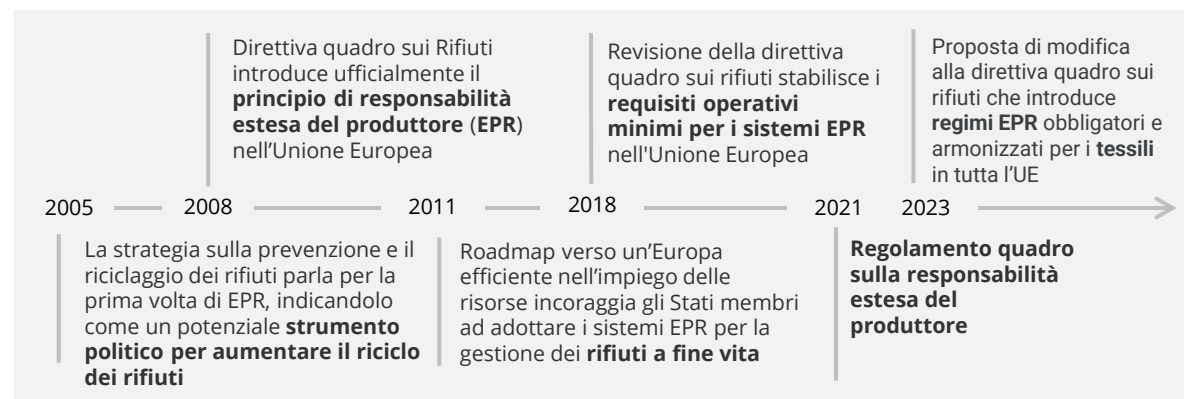 Direttiva quadro sui Rifiuti
introduce ufficialmente il
principio di responsabilità
estesa del produttore (EPR)
nell’Unione Europea
Revisione della direttiva
quadro sui rifiuti stabilisce i
requisiti operativi
minimi per i sistemi EPR
nell'Unione Europea
Proposta di modifica
alla direttiva quadro sui
rifiuti che introduce
regimi EPR obbligatori e
armonizzati per i tessili
in tutta l’UE
2005 2008 2011 2018 2021 2023
La strategia sulla prevenzione e il
riciclaggio dei rifiuti parla per la
prima volta di EPR, indicandolo
come un potenziale strumento
politico per aumentare il riciclo
dei rifiuti
Roadmap verso un’Europa
efficiente nell’impiego delle
risorse incoraggia gli Stati membri
ad adottare i sistemi EPR per la
gestione dei rifiuti a fine vita
Regolamento quadro
sulla responsabilità
estesa del
produttore